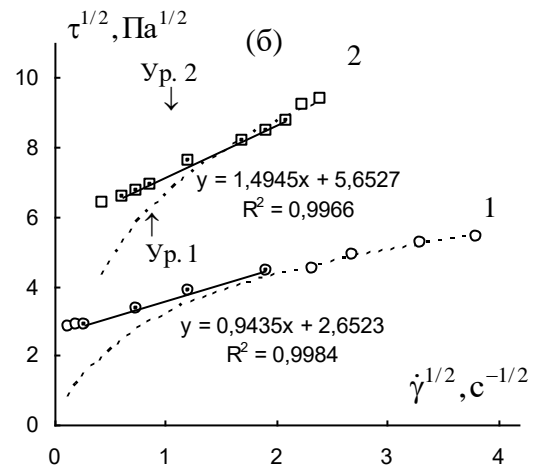 τ^{1/2}, Па^{1/2}
(б)
2
10
Ур. 2
↓
8
y = 1,4945x + 5,6527
R² = 0,9966
1
6
↑
Ур. 1
4
y = 0,9435x + 2,6523
R² = 0,9984
2
γ̇^{1/2}, с^{−1/2}
0
0 1 2 3 4